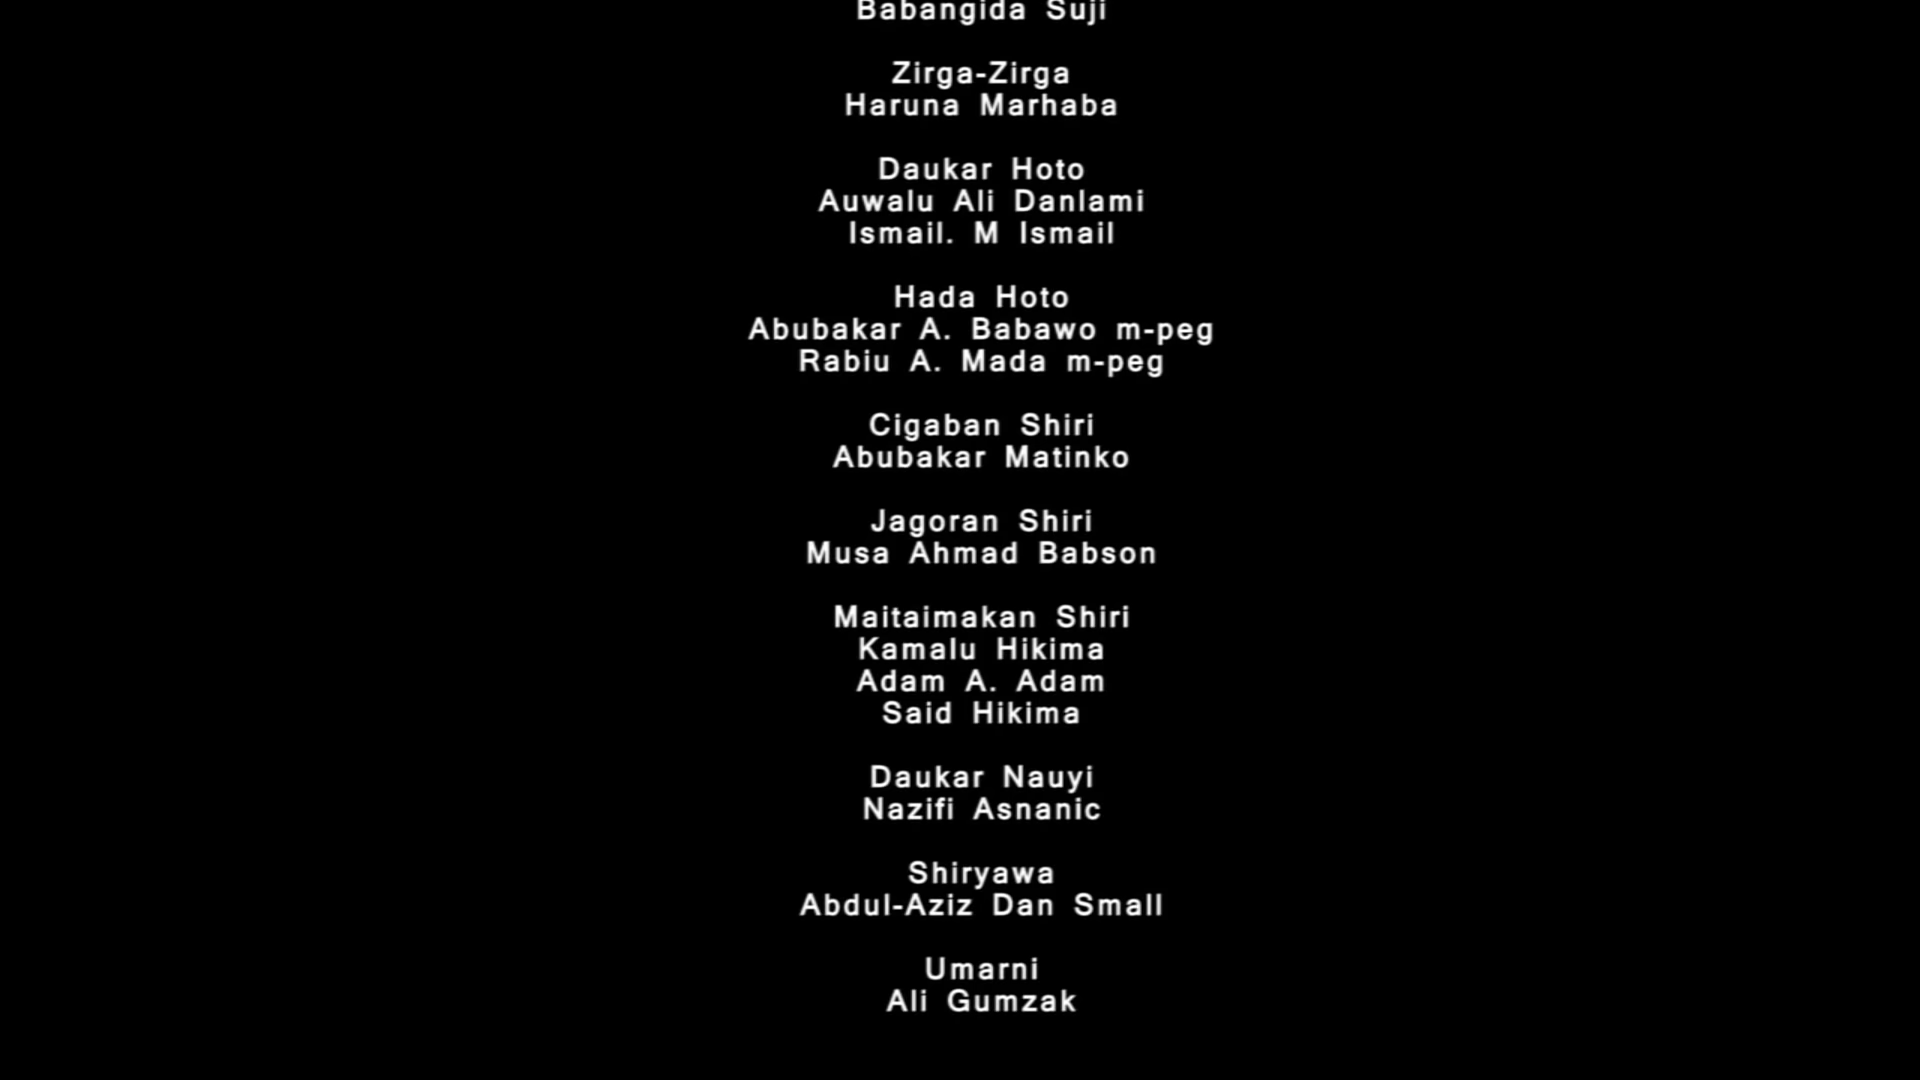 Babangida Suji
Zirga-Zirga
Haruna Marhaba
Daukar Hoto
Auwalu Ali Danlami
Ismail. M Ismail
Hada Hoto
Abubakar A. Babawo m-peg
Rabiu A. Mada m-peg
Cigaban Shiri
Abubakar Matinko
Jagoran Shiri
Musa Ahmad Babson
Maitaimakan Shiri
Kamalu Hikima
Adam A. Adam
Said Hikima
Daukar Nauyi
Nazifi Asnanic
Shiryawa
Abdul-Aziz Dan Small
Umarni
Ali Gumzak